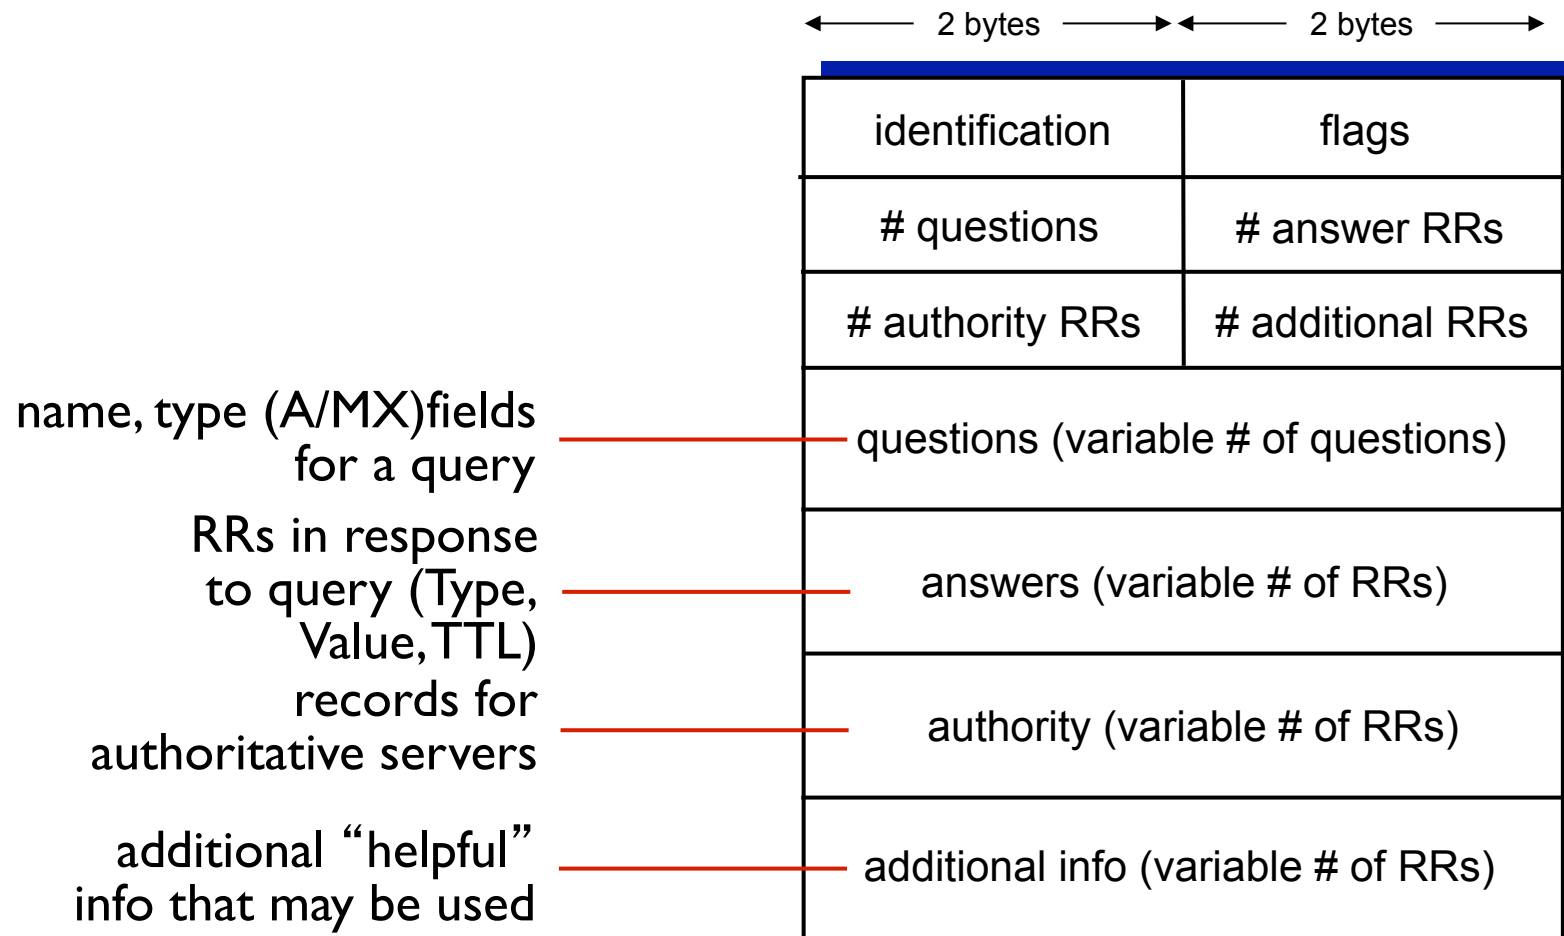 2 bytes 2 bytes
identification flags
# questions # answer RRs
# authority RRs # additional RRs
name, type (A/MX)fields
for a query
questions (variable # of questions)
RRs in response
to query (Type,
Value, TTL)
answers (variable # of RRs)
records for
authoritative servers
authority (variable # of RRs)
additional “helpful”
info that may be used
additional info (variable # of RRs)